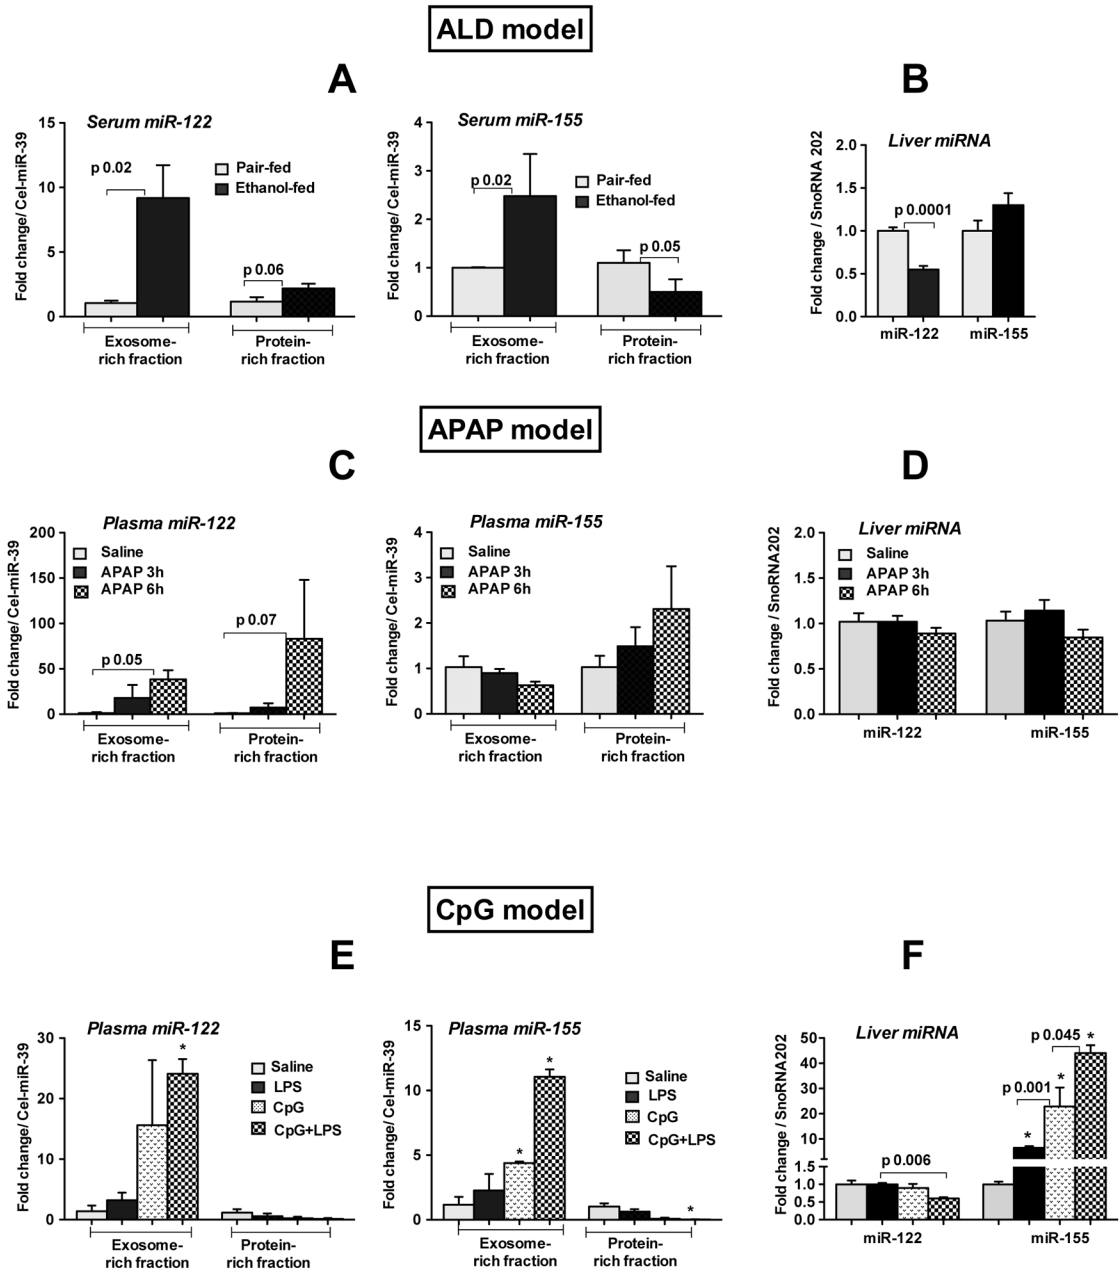 ALD model
A
B
Serum miR-122
Fold change/ Cel-miR-39
15
10
5
0
p 0.02
p 0.06
Pair-fed
Ethanol-fed
Exosome-
rich fraction
Protein-
rich fraction
Serum miR-155
Fold change/ Cel-miR-39
4
3
2
1
0
p 0.02
p 0.05
Pair-fed
Ethanol-fed
Exosome-
rich fraction
Protein-
rich fraction
Liver miRNA
Fold change / SnoRNA 202
2.0
1.5
1.0
0.5
0.0
p 0.0001
miR-122
miR-155
APAP model
C
D
Plasma miR-122
Fold change/ Cel-miR-39
200
150
100
50
0
Saline
APAP 3h
APAP 6h
p 0.05
p 0.07
Exosome-
rich fraction
Protein-
rich fraction
Plasma miR-155
Fold change/ Cel-miR-39
4
3
2
1
0
Saline
APAP 3h
APAP 6h
Exosome-
rich fraction
Protein-
rich fraction
Liver miRNA
Fold change / SnoRNA202
2.0
1.5
1.0
0.5
0.0
Saline
APAP 3h
APAP 6h
miR-122
miR-155
CpG model
E
F
Plasma miR-122
Fold change/ Cel-miR-39
30
20
10
0
*
Saline
LPS
CpG
CpG+LPS
Exosome-
rich fraction
Protein-
rich fraction
Plasma miR-155
Fold change/ Cel-miR-39
15
10
5
0
*
*
*
Saline
LPS
CpG
CpG+LPS
Exosome-
rich fraction
Protein-
rich fraction
Liver miRNA
Fold change / SnoRNA202
50
40
30
20
10
1.5
1.0
0.5
0.0
p 0.006
p 0.001
p 0.045
*
*
*
miR-122
miR-155